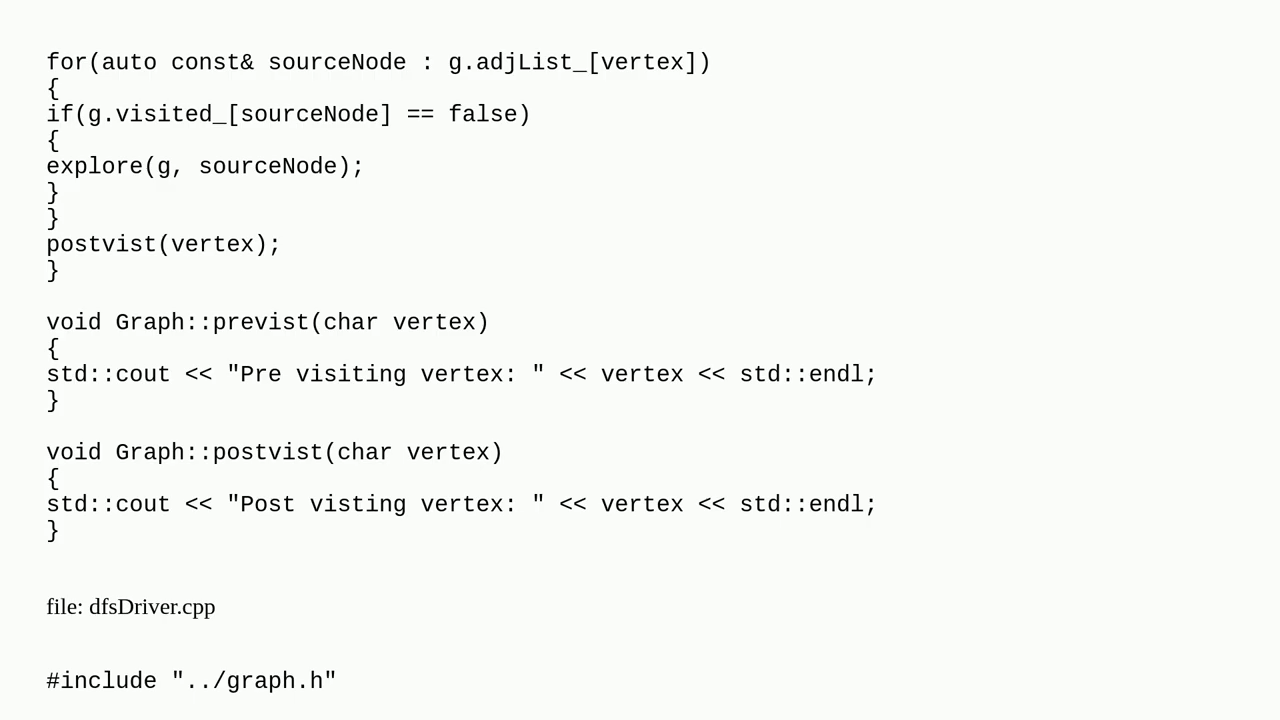 for(auto const& sourceNode : g.adjList_[vertex])
{
if(g.visited_[sourceNode] == false)
{
explore(g, sourceNode);
}
}
postvist(vertex);
}
void Graph::previst(char vertex)
{
std::cout << "Pre visiting vertex: " << vertex << std::endl;
}
void Graph::postvist(char vertex)
{
std::cout << "Post visting vertex: " << vertex << std::endl;
}
file: dfsDriver.cpp
#include "../graph.h"